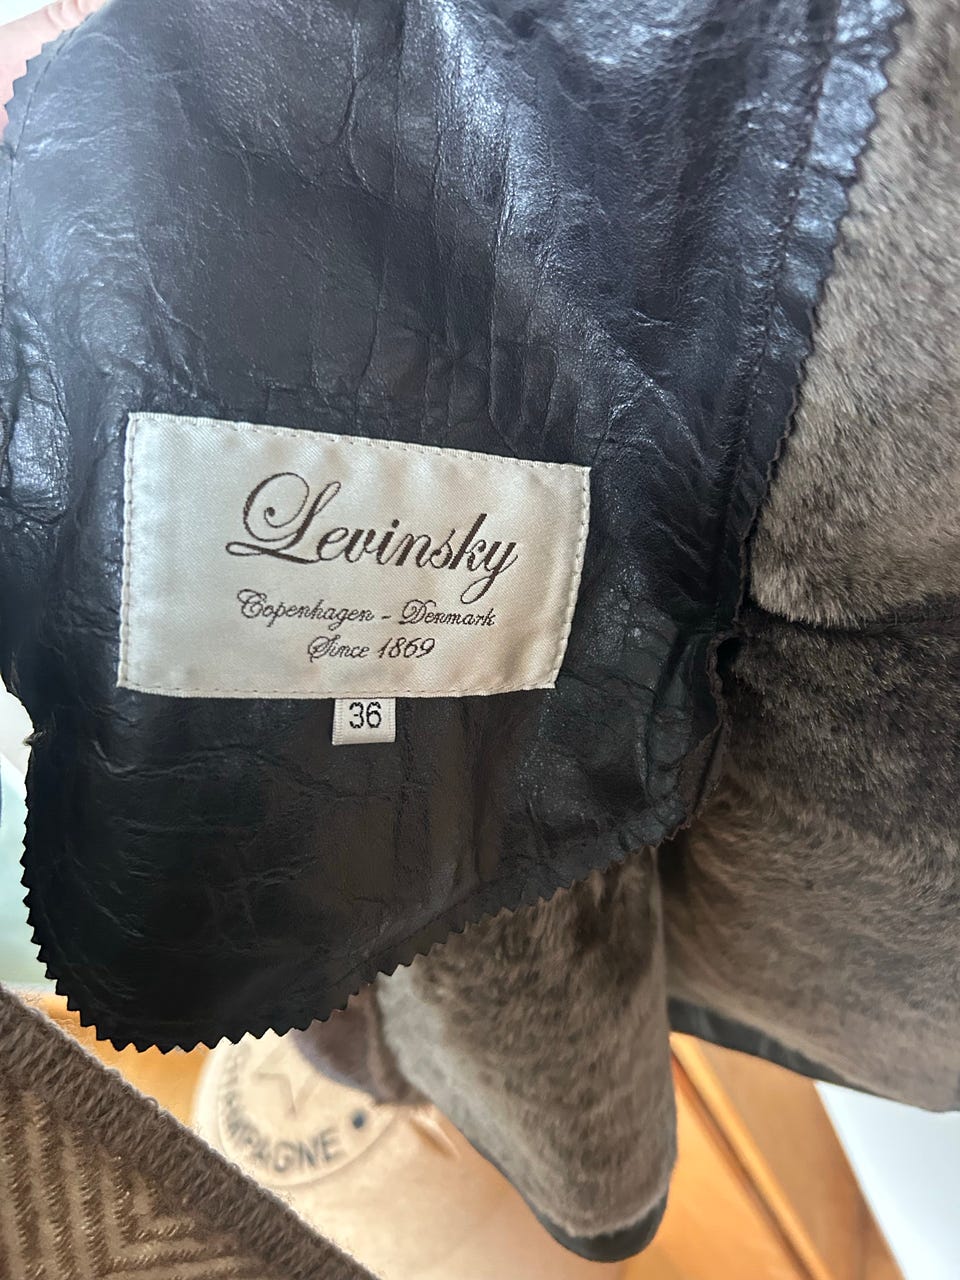 Levinsky
Copenhagen - Denmark
Since 1869
36